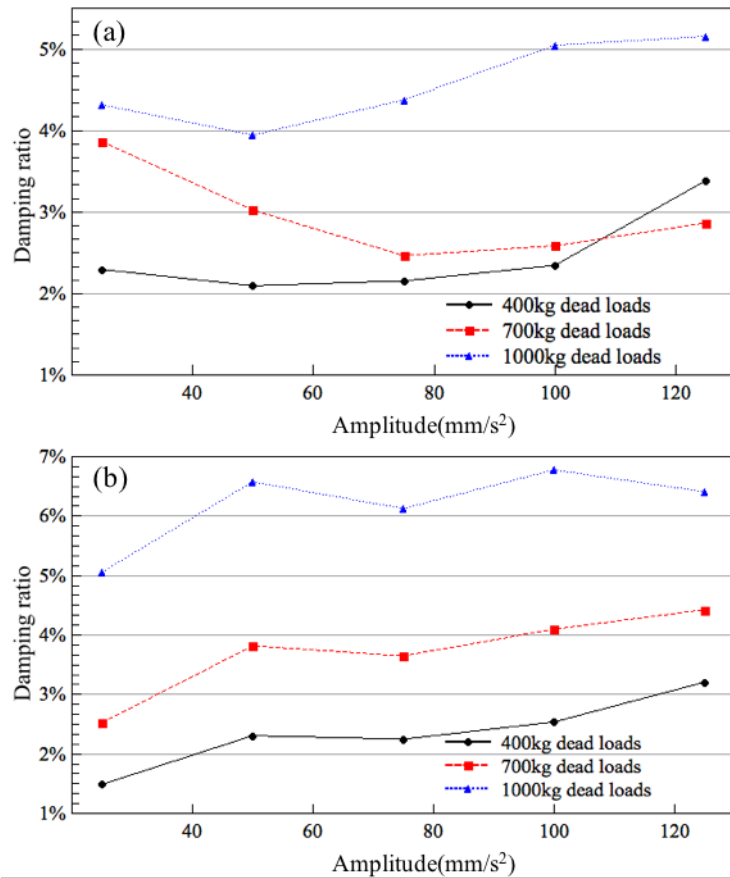 (a)
Damping ratio
5%
4%
3%
2%
1%
400kg dead loads
700kg dead loads
1000kg dead loads
40 60 80 100 120
Amplitude(mm/s²)
(b)
Damping ratio
7%
6%
5%
4%
3%
2%
1%
400kg dead loads
700kg dead loads
1000kg dead loads
40 60 80 100 120
Amplitude(mm/s²)